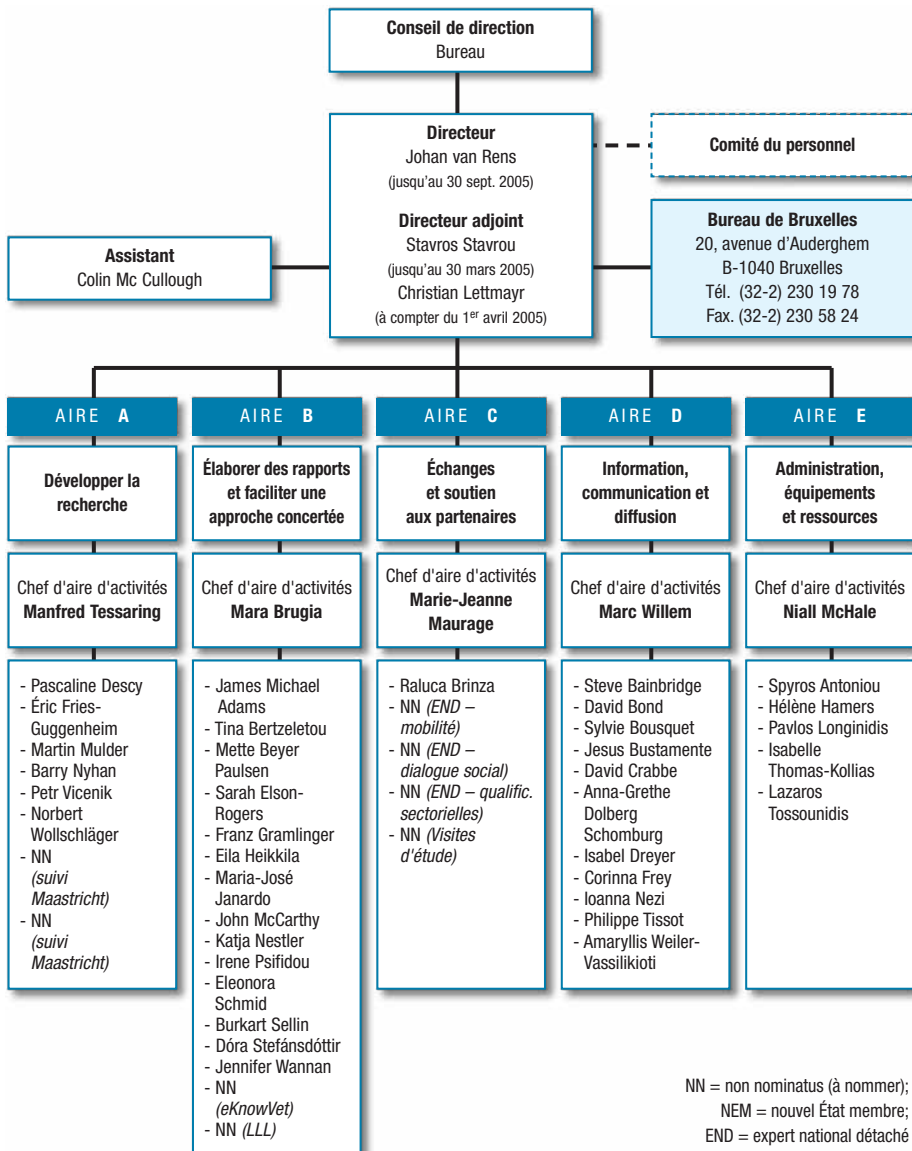 Conseil de direction
Bureau
Directeur
Johan van Rens
(jusqu'au 30 sept. 2005)
Directeur adjoint
Stavros Stavrou
(jusqu'au 30 mars 2005)
Christian Lettmayr
(à compter du 1er avril 2005)
Comité du personnel
Assistant
Colin Mc Cullough
Bureau de Bruxelles
20, avenue d'Auderghem
B-1040 Bruxelles
Tél. (32-2) 230 19 78
Fax. (32-2) 230 58 24
AIRE A
Développer la
recherche
Chef d'aire d'activités
Manfred Tessaring
- Pascaline Descy
- Éric Fries-
Guggenheim
- Martin Mulder
- Barry Nyhan
- Petr Vicenik
- Norbert
Wollschläger
- NN
(suivi
Maastricht)
- NN
(suivi
Maastricht)
AIRE B
Élaborer des rapports
et faciliter une
approche concertée
Chef d'aire d'activités
Mara Brugia
- James Michael
Adams
- Tina Bertzeletou
- Mette Beyer
Paulsen
- Sarah Elson-
Rogers
- Franz Gramlinger
- Eila Heikkila
- Maria-José
Janardo
- John McCarthy
- Katja Nestler
- Irene Psifidou
- Eleonora
Schmid
- Burkart Sellin
- Dóra Stefánsdóttir
- Jennifer Wannan
- NN
(eKnowVet)
- NN (LLL)
AIRE C
Échanges
et soutien
aux partenaires
Chef d'aire d'activités
Marie-Jeanne
Maurage
- Raluca Brinza
- NN (END –
mobilité)
- NN (END –
dialogue social)
- NN (END – qualific.
sectorielles)
- NN (Visites
d'étude)
AIRE D
Information,
communication et
diffusion
Chef d'aire d'activités
Marc Willem
- Steve Bainbridge
- David Bond
- Sylvie Bousquet
- Jesus Bustamente
- David Crabbe
- Anna-Grethe
Dolberg
Schomburg
- Isabel Dreyer
- Corinna Frey
- Ioanna Nezi
- Philippe Tissot
- Amaryllis Weiler-
Vassilikioti
AIRE E
Administration,
équipements
et ressources
Chef d'aire d'activités
Niall McHale
- Spyros Antoniou
- Hélène Hamers
- Pavlos Longinidis
- Isabelle
Thomas-Kollias
- Lazaros
Tossounidis
NN = non nominatus (à nommer);
NEM = nouvel État membre;
END = expert national détaché